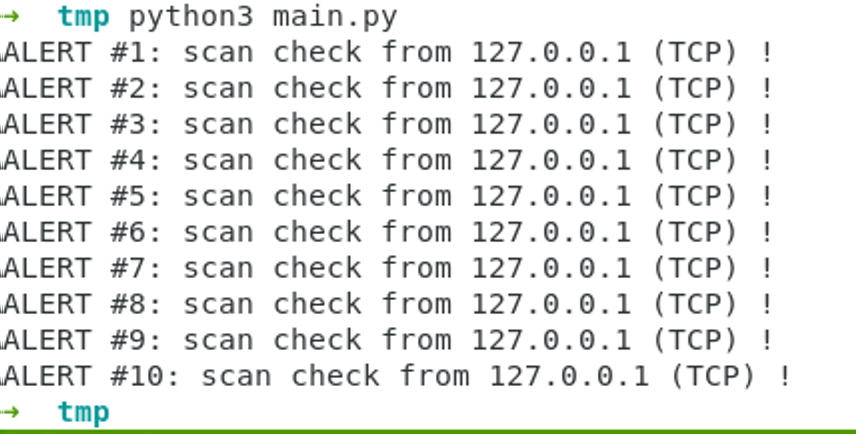 → tmp python3 main.py
ALERT #1: scan check from 127.0.0.1 (TCP) !
ALERT #2: scan check from 127.0.0.1 (TCP) !
ALERT #3: scan check from 127.0.0.1 (TCP) !
ALERT #4: scan check from 127.0.0.1 (TCP) !
ALERT #5: scan check from 127.0.0.1 (TCP) !
ALERT #6: scan check from 127.0.0.1 (TCP) !
ALERT #7: scan check from 127.0.0.1 (TCP) !
ALERT #8: scan check from 127.0.0.1 (TCP) !
ALERT #9: scan check from 127.0.0.1 (TCP) !
ALERT #10: scan check from 127.0.0.1 (TCP) !
→ tmp